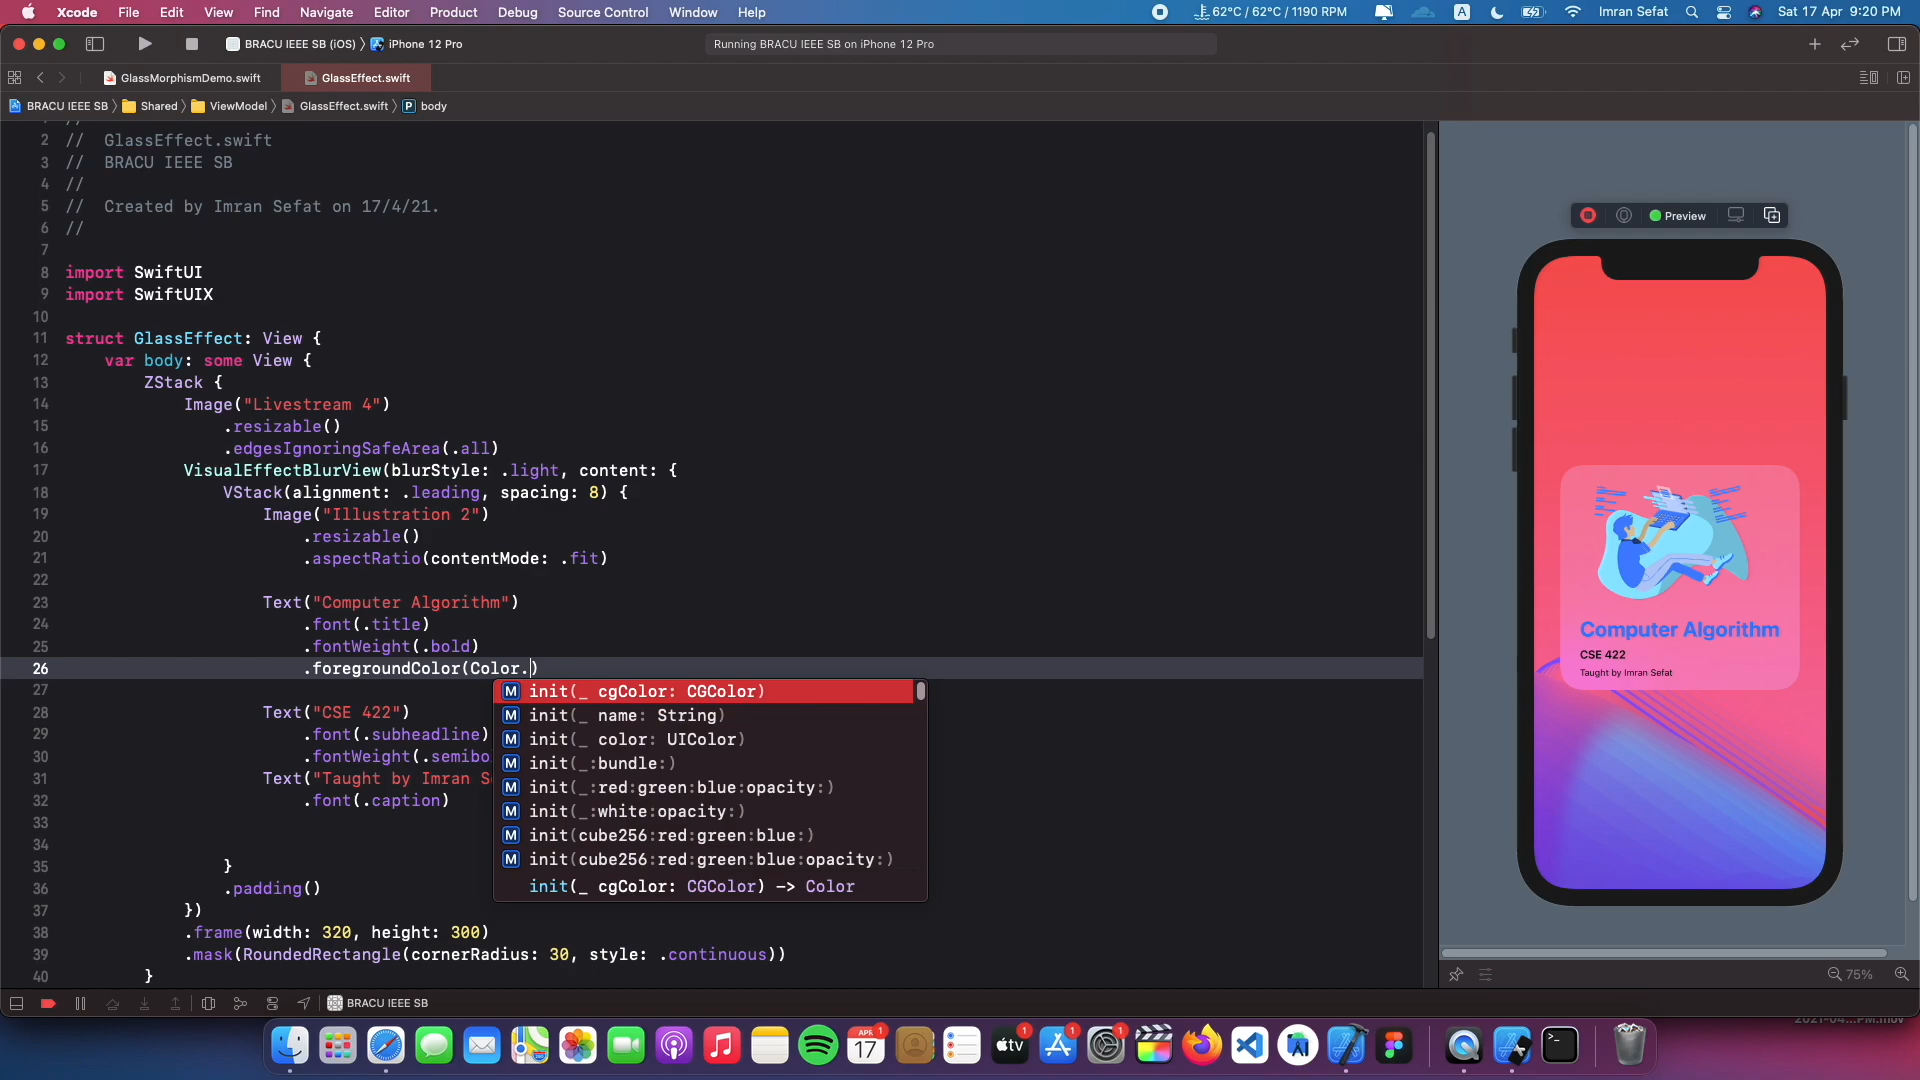 Xcode File Edit View Find Navigate Editor Product Debug Source Control Window Help 62°C / 62°C / 1190 RPM A Imran Sefat Sat 17 Apr 9:20 PM
BRACU IEEE SB (iOS) iPhone 12 Pro Running BRACU IEEE SB on iPhone 12 Pro
GlassMorphismDemo.swift GlassEffect.swift
BRACU IEEE SB Shared ViewModel GlassEffect.swift P body
2 // GlassEffect.swift
3 // BRACU IEEE SB
4 //
5 // Created by Imran Sefat on 17/4/21.
6 //
7
8 import SwiftUI
9 import SwiftUIX
10
11 struct GlassEffect: View {
12 var body: some View {
13 ZStack {
14 Image("Livestream 4")
15 .resizable()
16 .edgesIgnoringSafeArea(.all)
17 VisualEffectBlurView(blurStyle: .light, content: {
18 VStack(alignment: .leading, spacing: 8) {
19 Image("Illustration 2")
20 .resizable()
21 .aspectRatio(contentMode: .fit)
22
23 Text("Computer Algorithm")
24 .font(.title)
25 .fontWeight(.bold)
26 .foregroundColor(Color.)
27
28 Text("CSE 422")
29 .font(.subheadline)
30 .fontWeight(.semibo
31 Text("Taught by Imran S
32 .font(.caption)
33
34
35 }
36 .padding()
37 })
38 .frame(width: 320, height: 300)
39 .mask(RoundedRectangle(cornerRadius: 30, style: .continuous))
40 }
M init(_ cgColor: CGColor)
M init(_ name: String)
M init(_ color: UIColor)
M init(_:bundle:)
M init(_:red:green:blue:opacity:)
M init(_:white:opacity:)
M init(cube256:red:green:blue:)
M init(cube256:red:green:blue:opacity:)
init(_ cgColor: CGColor) -> Color
Preview
Computer Algorithm
CSE 422
Taught by Imran Sefat
75%
BRACU IEEE SB
APR
17
1
tv
1
1
1